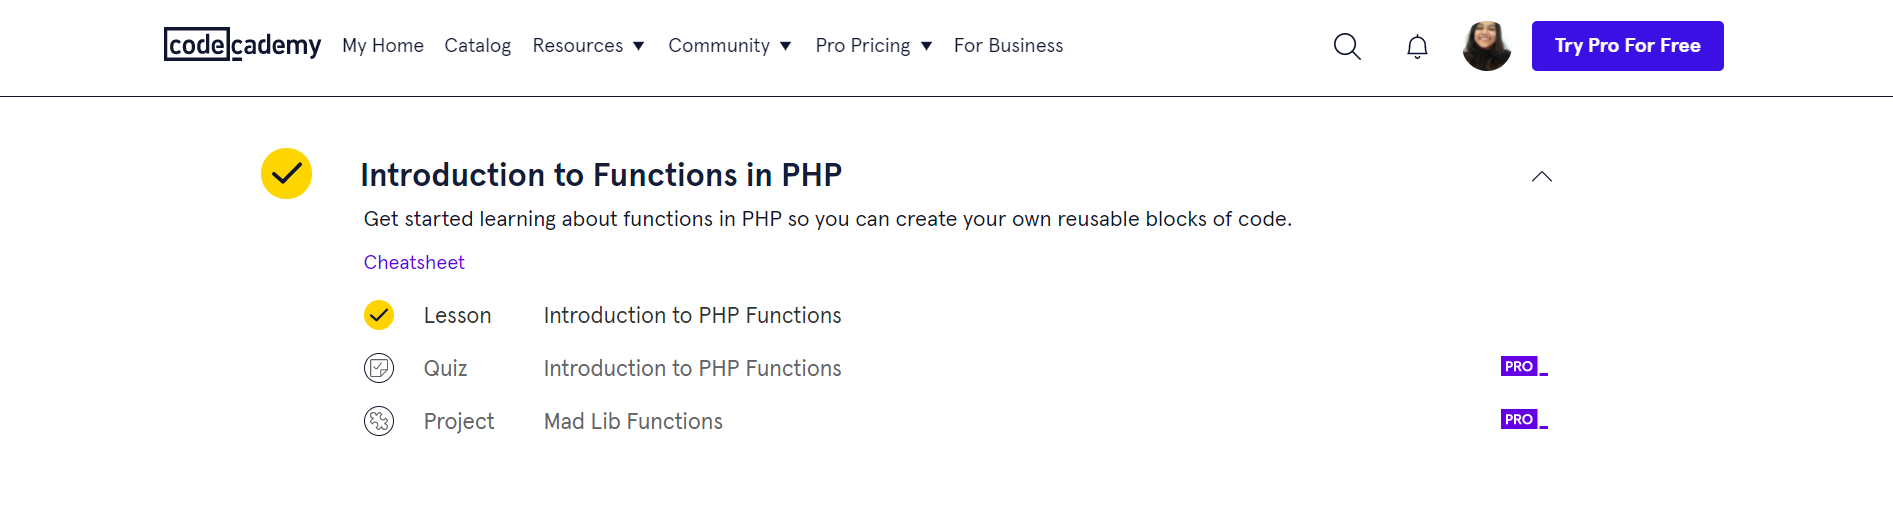 codecademy My Home Catalog Resources Community Pro Pricing For Business Try Pro For Free
Introduction to Functions in PHP
Get started learning about functions in PHP so you can create your own reusable blocks of code.
Cheatsheet
Lesson Introduction to PHP Functions
Quiz Introduction to PHP Functions PRO_
Project Mad Lib Functions PRO_